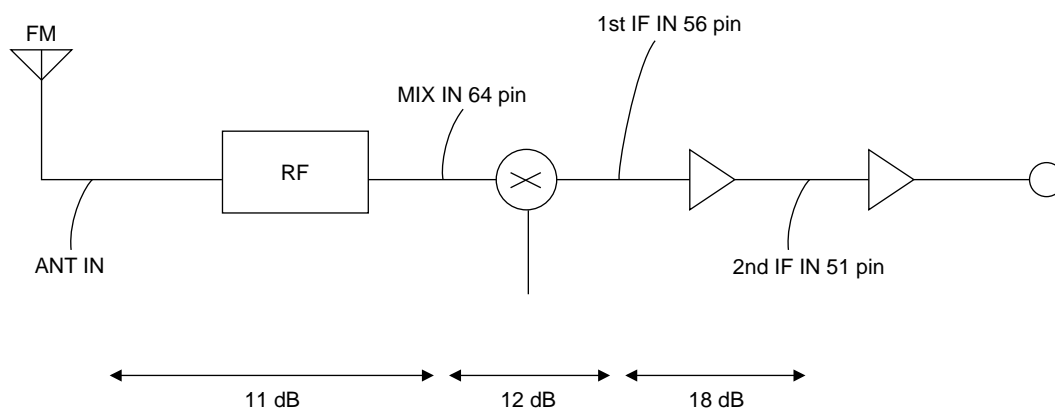 FM
1st IF IN 56 pin
MIX IN 64 pin
RF
ANT IN
2nd IF IN 51 pin
11 dB
12 dB
18 dB